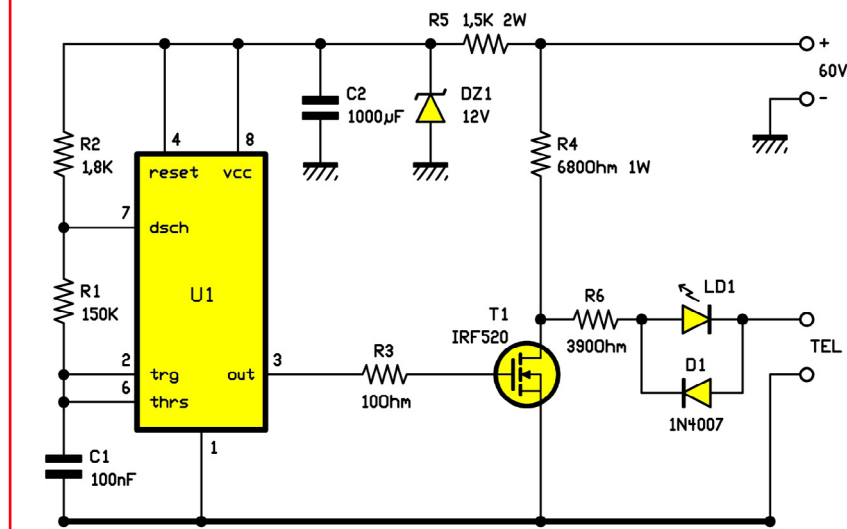 R5 1,5K 2W
+
60V
-
C2
1000µF
DZ1
12V
R2
1,8K
4
8
R4
680Ohm 1W
reset
vcc
7
dsch
R1
150K
U1
LD1
T1
IRF520
R6
390Ohm
TEL
2
trg
out
3
R3
10Ohm
D1
1N4007
6
thrs
1
C1
100nF